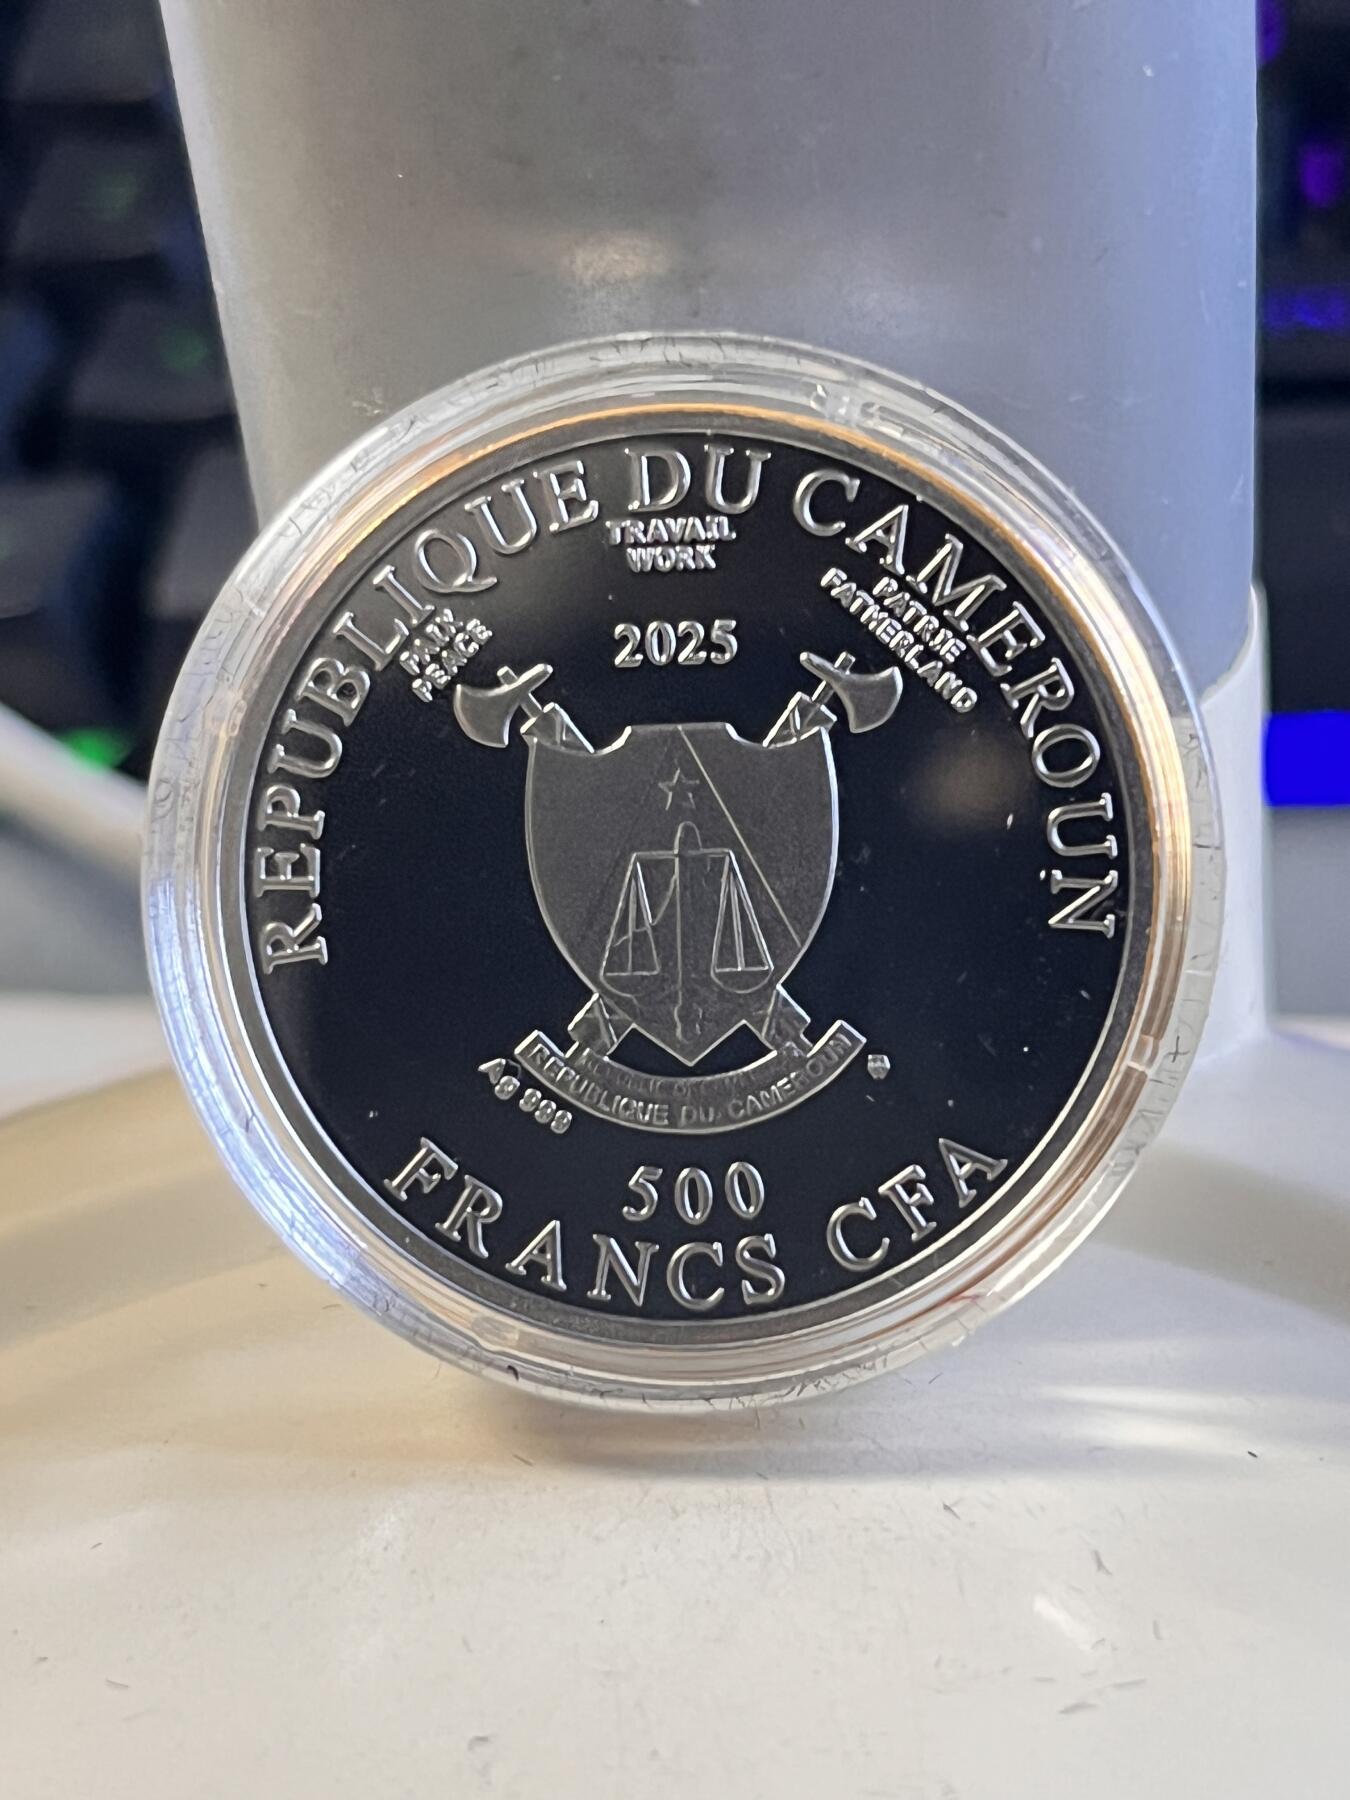 REPUBLIQUE DU CAMEROUN
TRAVAIL
WORK
PAIX
PEACE
PATRIE
FATHERLAND
2025
REPUBLIQUE DU CAMEROUN
Ag 999
500
FRANCS CFA